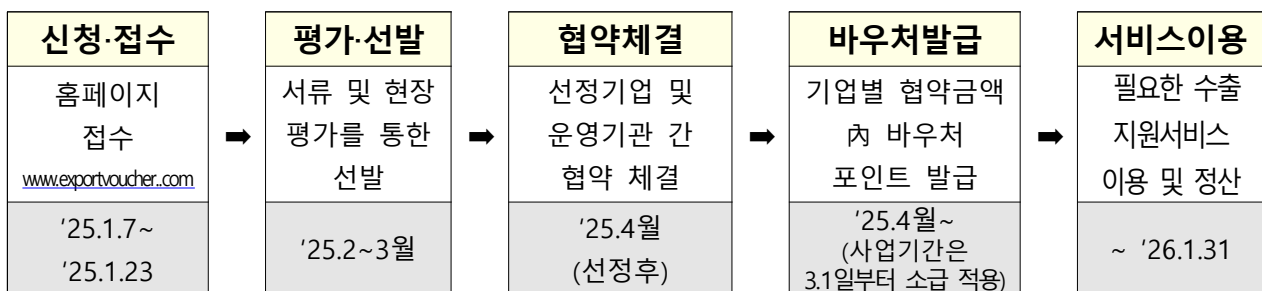 신청·접수
홈페이지
접수
www.exportvoucher..com
'25.1.7~
'25.1.23
➡
평가·선발
서류 및 현장
평가를 통한
선발
'25.2~3월
➡
협약체결
선정기업 및
운영기관 간
협약 체결
'25.4월
(선정후)
➡
바우처발급
기업별 협약금액
內 바우처
포인트 발급
'25.4월~
(사업기간은
3.1일부터 소급 적용)
➡
서비스이용
필요한 수출
지원서비스
이용 및 정산
~ '26.1.31